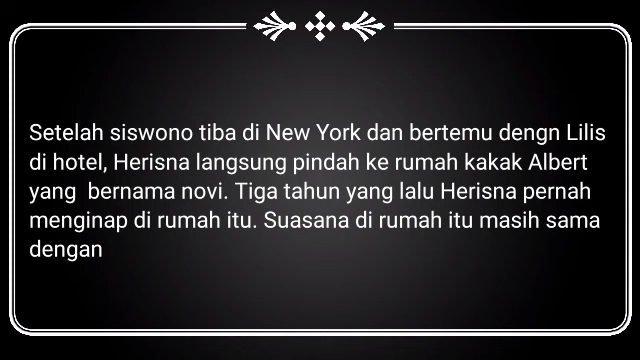 Setelah siswono tiba di New York dan bertemu dengn Lilis
di hotel, Herisna langsung pindah ke rumah kakak Albert
yang  bernama novi. Tiga tahun yang lalu Herisna pernah
menginap di rumah itu. Suasana di rumah itu masih sama
dengan